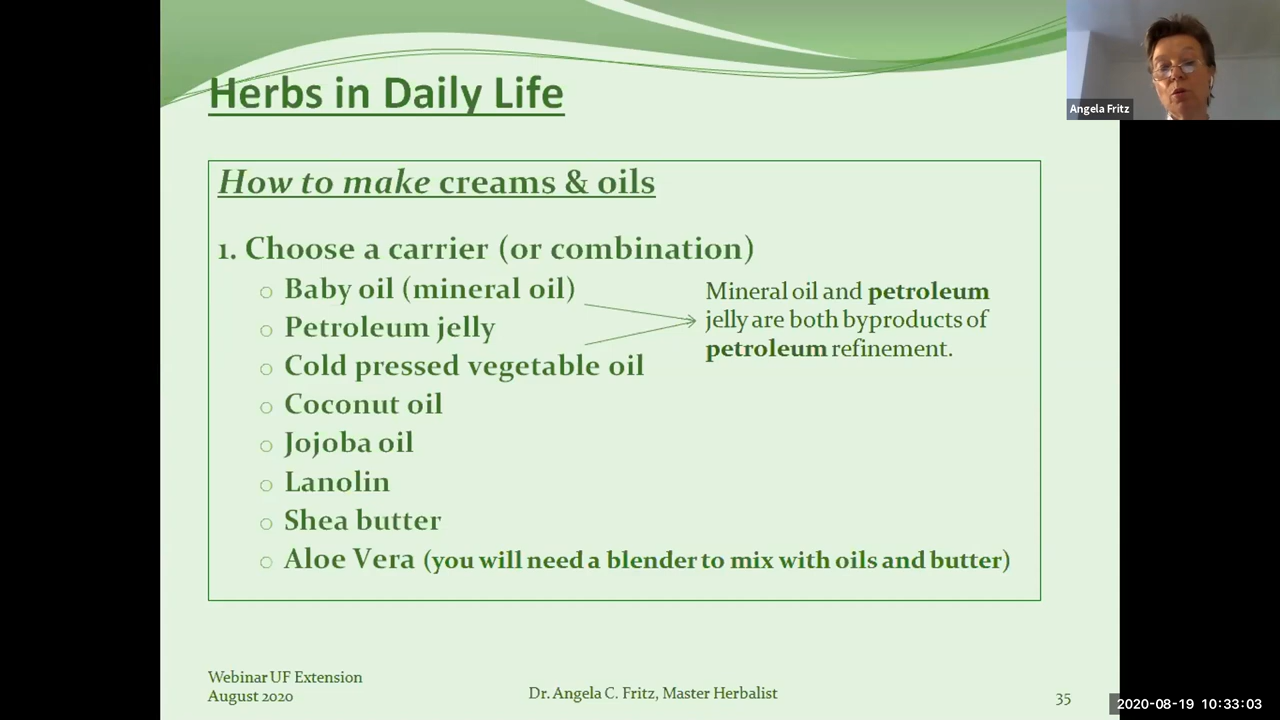 Herbs in Daily Life
Angela Fritz
How to make creams & oils
1. Choose a carrier (or combination)
Baby oil (mineral oil)
Petroleum jelly
Cold pressed vegetable oil
Coconut oil
Jojoba oil
Lanolin
Shea butter
Aloe Vera (you will need a blender to mix with oils and butter)
Mineral oil and petroleum
jelly are both byproducts of
petroleum refinement.
Webinar UF Extension
August 2020
Dr. Angela C. Fritz, Master Herbalist
35
2020-08-19 10:33:03